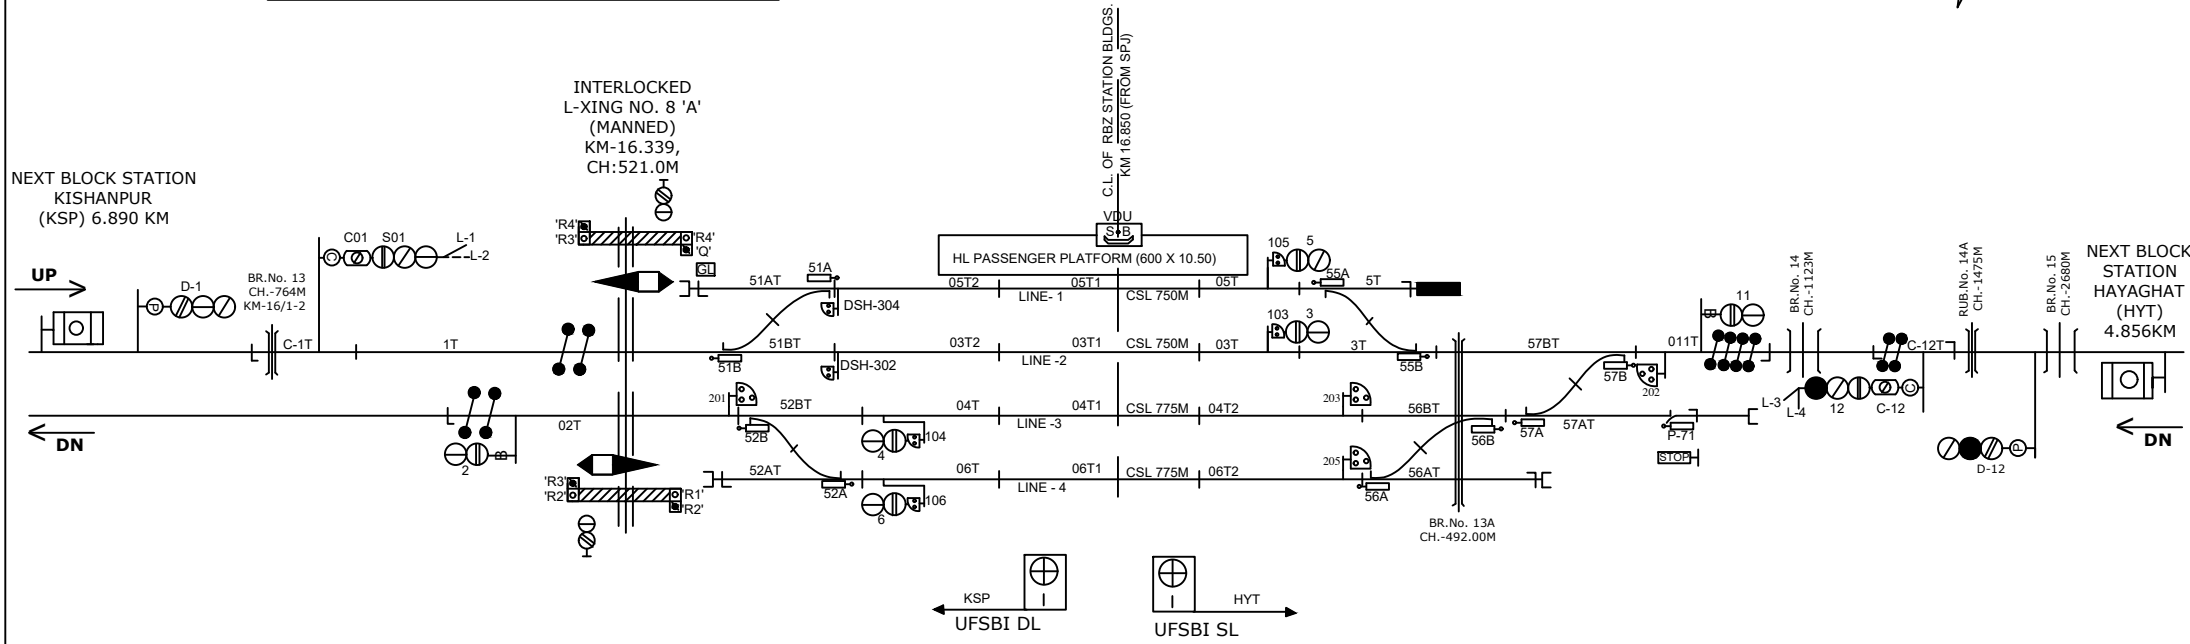 C.L. OF RBZ STATION BLDGS.
KM 16.850 (FROM SPJ)
INTERLOCKED
L-XING NO. 8 'A'
(MANNED)
KM-16.339,
CH:521.0M
NEXT BLOCK STATION
KISHANPUR
(KSP) 6.890 KM
UP
D-1
P
BR.No. 13
CH.-764M
KM-16/1-2
C
C01
S01
L-1
L-2
'R4'
'R3'
'R4'
'Q'
GL
VDU
S B
HL PASSENGER PLATFORM (600 X 10.50)
105
5
51AT
51A
05T2
LINE- 1
05T1
CSL 750M
05T
55A
5T
DSH-304
C-1T
1T
51B
51BT
03T2
LINE -2
03T1
CSL 750M
03T
103
3
3T
55B
57BT
57B
202
011T
B
11
BR.No. 14
CH.-1123M
C-12T
RUB.No. 14A
CH.-1475M
BR.No. 15
CH.-2680M
NEXT BLOCK
STATION
HAYAGHAT
(HYT)
4.856KM
DSH-302
DN
02T
2
B
201
52BT
52B
04T
LINE -3
04T1
CSL 775M
04T2
203
56BT
56B
57A
57AT
P-71
STOP
L-3
L-4
12
C-12
C
DN
4
104
52AT
52A
06T
LINE - 4
06T1
CSL 775M
06T2
205
56A
56AT
D-12
P
'R3'
'R2'
'R1'
'R2'
6
106
BR.No. 13A
CH.-492.00M
KSP
UFSBI DL
HYT
UFSBI SL